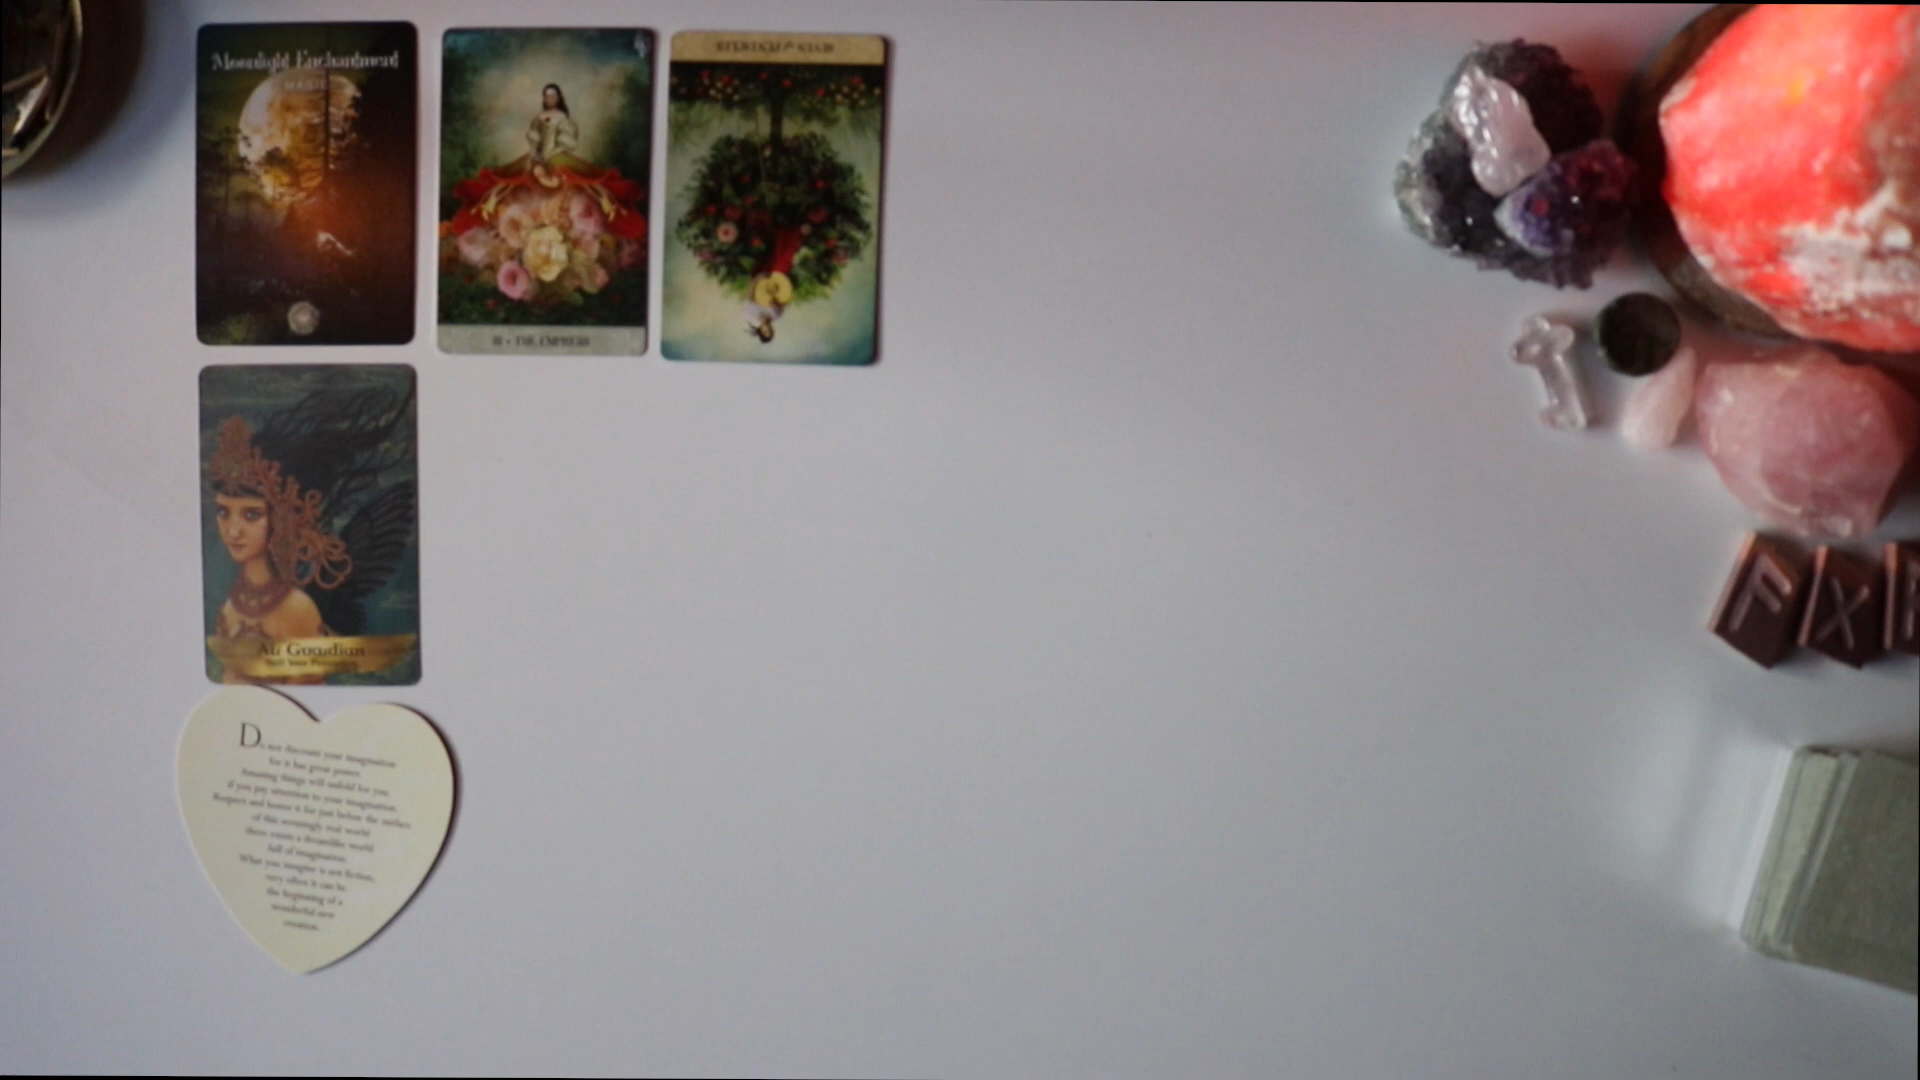 Moonlight Enchantment
MAGIC
III • THE EMPRESS
Air Guardian
Do not discount your imagination
for it has great power.
Amazing things will unfold for you
if you pay attention to your imagination.
Respect and honor it for just below the surface
of this seemingly real world
there exists a dreamlike world
full of imagination.
What you imagine is not fiction,
very often it can be
the beginning of a
wonderful new
creation.